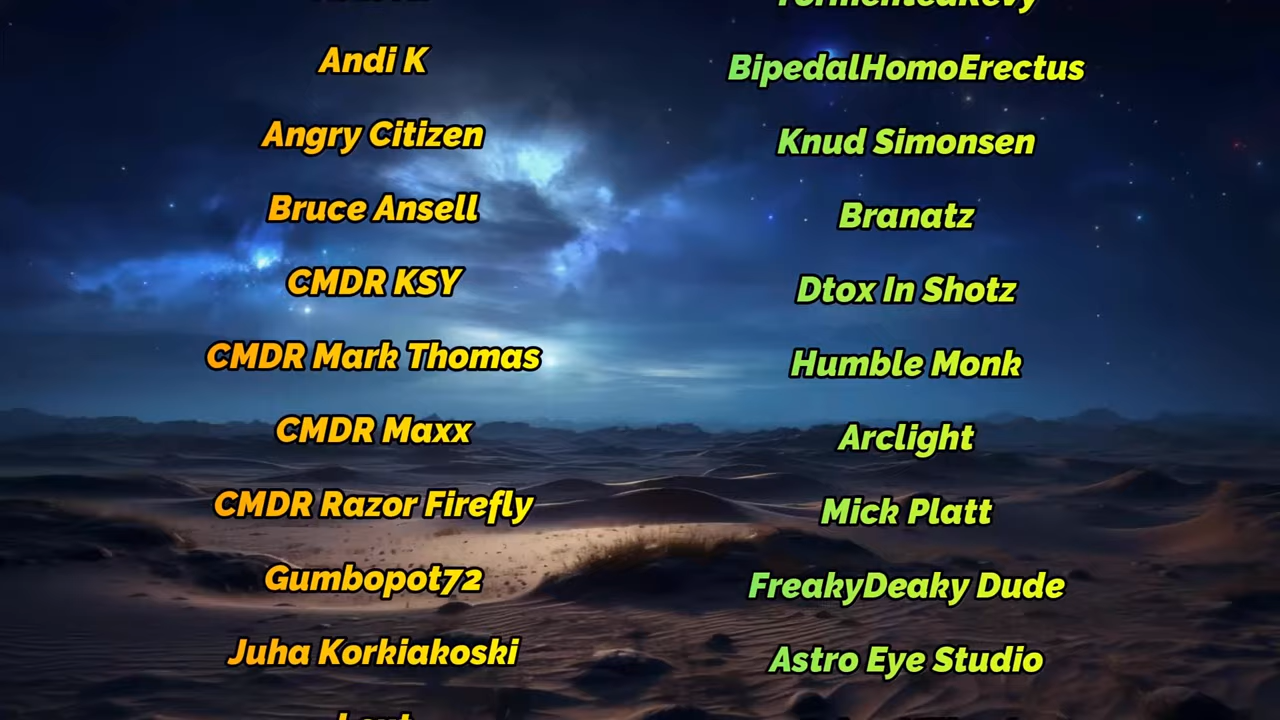 Andi K
Angry Citizen
Bruce Ansell
CMDR KSY
CMDR Mark Thomas
CMDR Maxx
CMDR Razor Firefly
Gumbopot72
Juha Korkiakoski
TormentedKevy
BipedalHomoErectus
Knud Simonsen
Branatz
Dtox In Shotz
Humble Monk
Arclight
Mick Platt
FreakyDeaky Dude
Astro Eye Studio